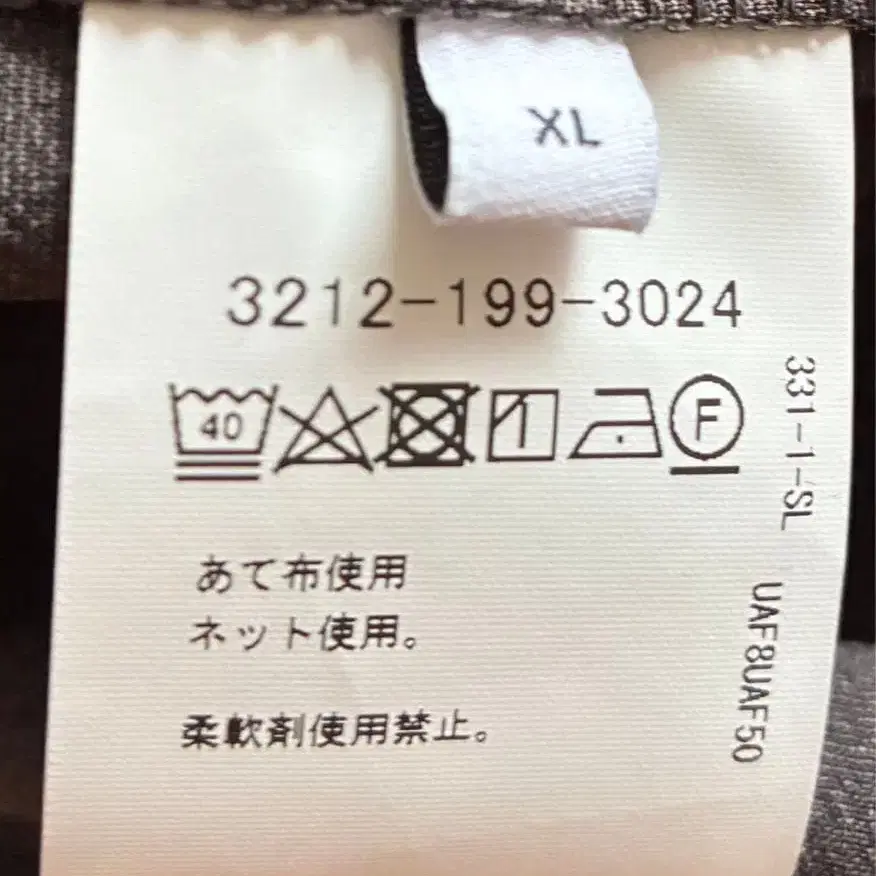 XL
3212-199-3024
40
F
あて布使用
ネット使用。
柔軟剤使用禁止。
331-1-SL
UAF8UAF50